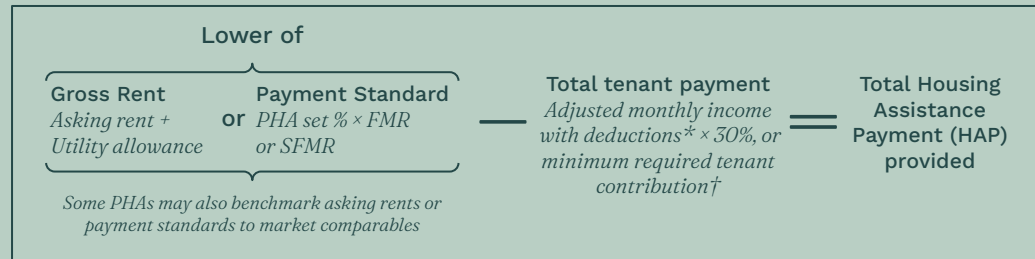 Lower of
Gross Rent
Asking rent +
Utility allowance
or
Payment Standard
PHA set % × FMR
or SFMR
Some PHAs may also benchmark asking rents or
payment standards to market comparables
—
Total tenant payment
Adjusted monthly income
with deductions* × 30%, or
minimum required tenant
contribution†
=
Total Housing
Assistance
Payment (HAP)
provided